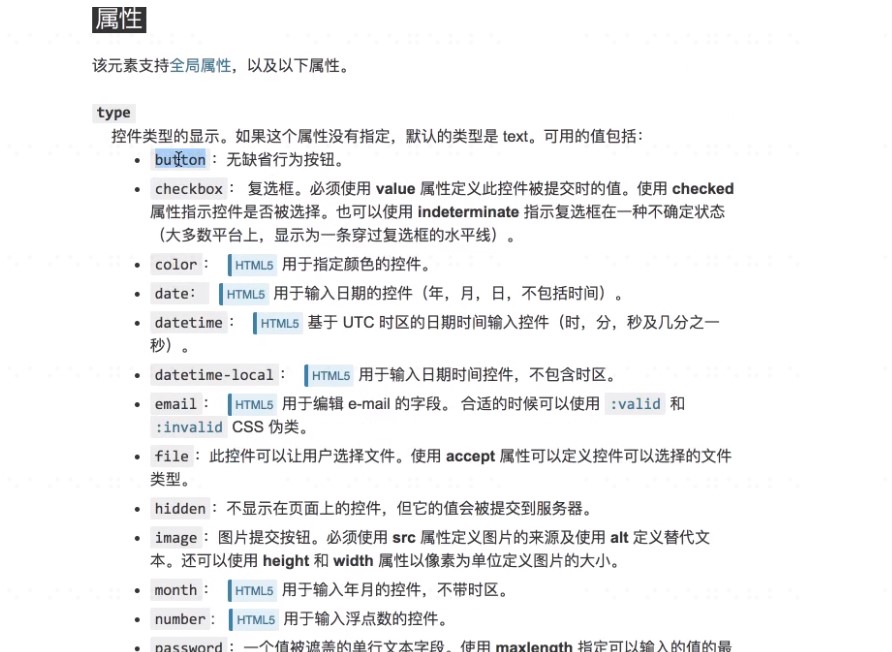 属性
该元素支持全局属性，以及以下属性。
type
控件类型的显示。如果这个属性没有指定，默认的类型是 text。可用的值包括：
• button： 无缺省行为按钮。
• checkbox： 复选框。必须使用 value 属性定义此控件被提交时的值。使用 checked
属性指示控件是否被选择。也可以使用 indeterminate 指示复选框在一种不确定状态
（大多数平台上，显示为一条穿过复选框的水平线）。
• color： HTML5 用于指定颜色的控件。
• date： HTML5 用于输入日期的控件（年，月，日，不包括时间）。
• datetime： HTML5 基于 UTC 时区的日期时间输入控件（时，分，秒及几分之一
秒）。
• datetime-local： HTML5 用于输入日期时间控件，不包含时区。
• email： HTML5 用于编辑 e-mail 的字段。 合适的时候可以使用 :valid 和
:invalid CSS 伪类。
• file： 此控件可以让用户选择文件。使用 accept 属性可以定义控件可以选择的文件
类型。
• hidden： 不显示在页面上的控件，但它的值会被提交到服务器。
• image： 图片提交按钮。必须使用 src 属性定义图片的来源及使用 alt 定义替代文
本。还可以使用 height 和 width 属性以像素为单位定义图片的大小。
• month： HTML5 用于输入年月的控件，不带时区。
• number： HTML5 用于输入浮点数的控件。
• password： 一个值被遮盖的单行文本字段。使用 maxlength 指定可以输入的值的最